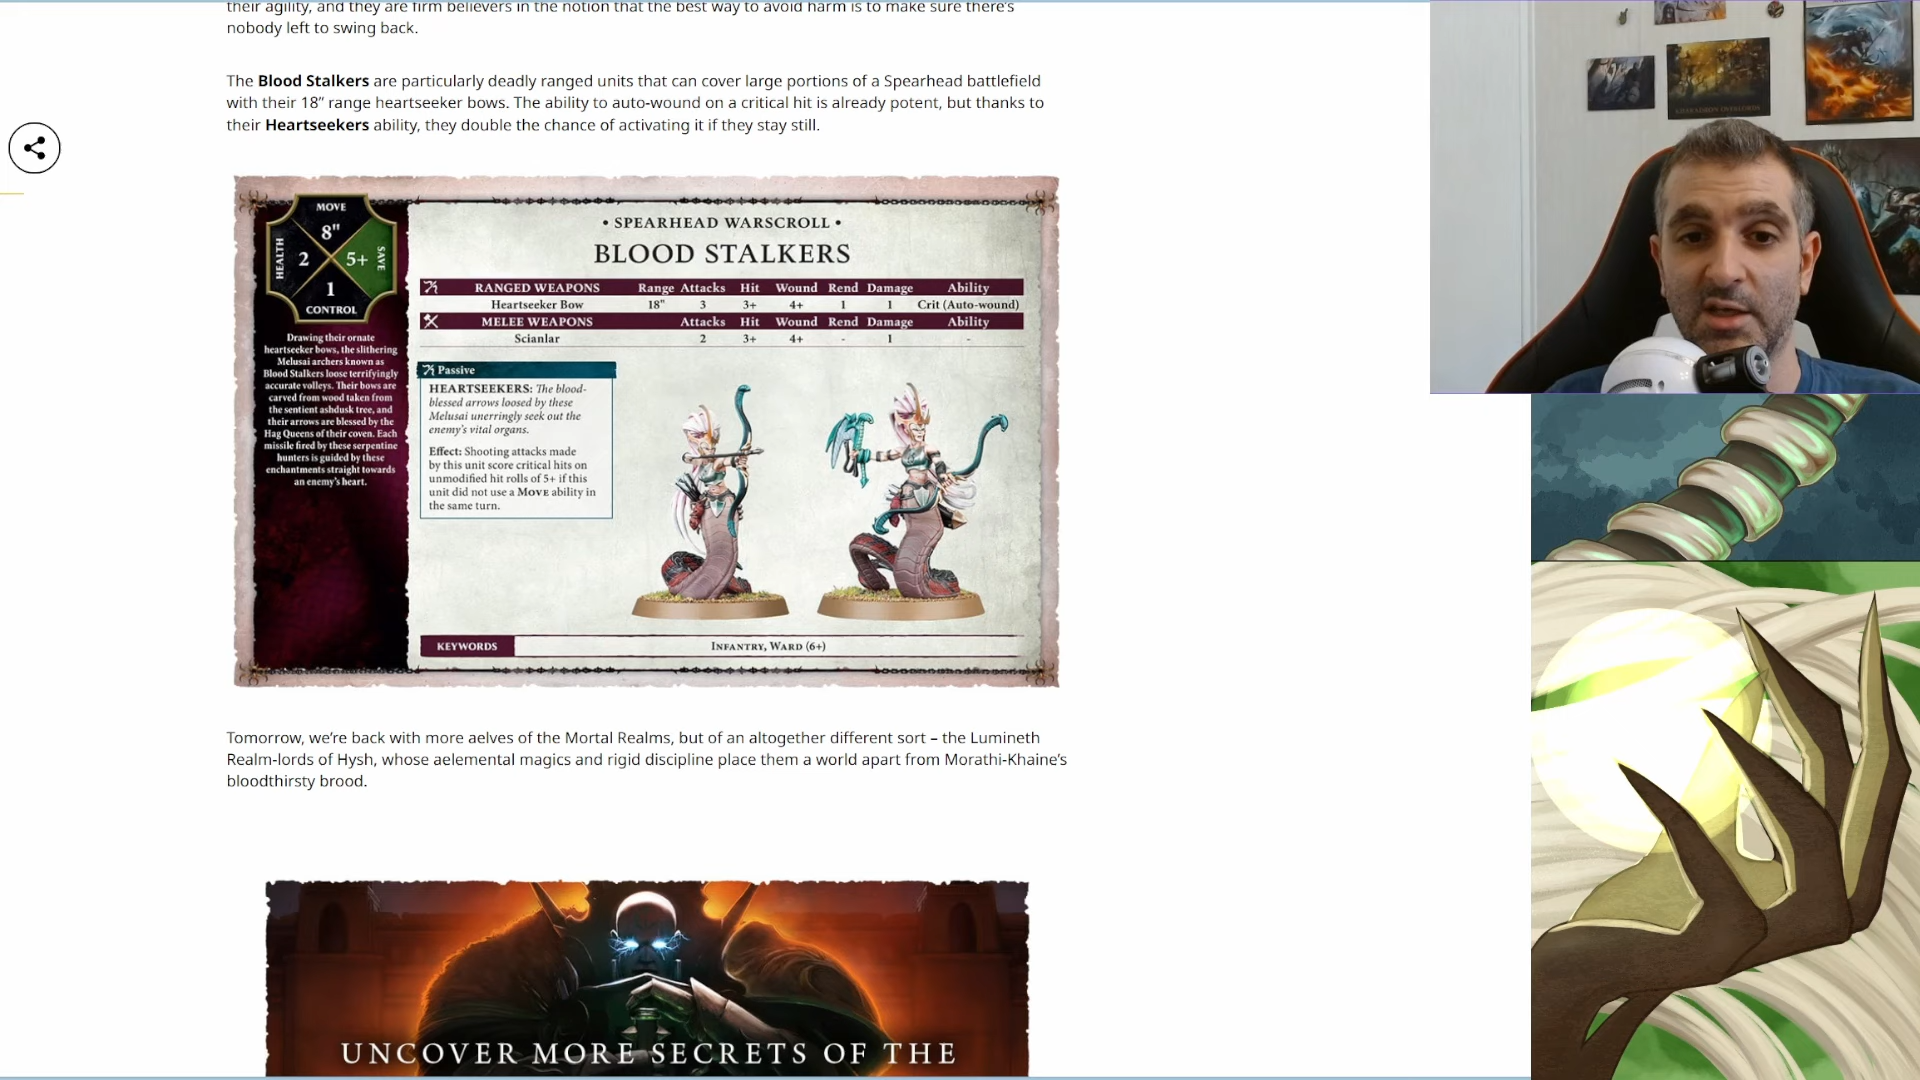 their agility, and they are firm believers in the notion that the best way to avoid harm is to make sure there's
nobody left to swing back.
The Blood Stalkers are particularly deadly ranged units that can cover large portions of a Spearhead battlefield
with their 18" range heartseeker bows. The ability to auto-wound on a critical hit is already potent, but thanks to
their Heartseekers ability, they double the chance of activating it if they stay still.
MOVE
8"
HEALTH
2
5+
SAVE
1
CONTROL
Drawing their ornate
heartseeker bows, the slithering
Melusai archers known as
Blood Stalkers loose terrifyingly
accurate volleys. Their bows are
carved from wood taken from
the sentient ashdusk tree, and
their arrows are blessed by the
Hag Queens of their coven. Each
missile fired by these serpentine
hunters is guided by these
enchantments straight towards
an enemy's heart.
• SPEARHEAD WARSCROLL •
BLOOD STALKERS
RANGED WEAPONS Range Attacks Hit Wound Rend Damage Ability
Heartseeker Bow 18" 3 3+ 4+ 1 1 Crit (Auto-wound)
MELEE WEAPONS Attacks Hit Wound Rend Damage Ability
Scianlar 2 3+ 4+ - 1 -
Passive
HEARTSEEKERS: The blood-
blessed arrows loosed by these
Melusai unerringly seek out the
enemy's vital organs.
Effect: Shooting attacks made
by this unit score critical hits on
unmodified hit rolls of 5+ if this
unit did not use a MOVE ability in
the same turn.
KEYWORDS INFANTRY, WARD (6+)
Tomorrow, we're back with more aelves of the Mortal Realms, but of an altogether different sort – the Lumineth
Realm-lords of Hysh, whose aelemental magics and rigid discipline place them a world apart from Morathi-Khaine's
bloodthirsty brood.
UNCOVER MORE SECRETS OF THE